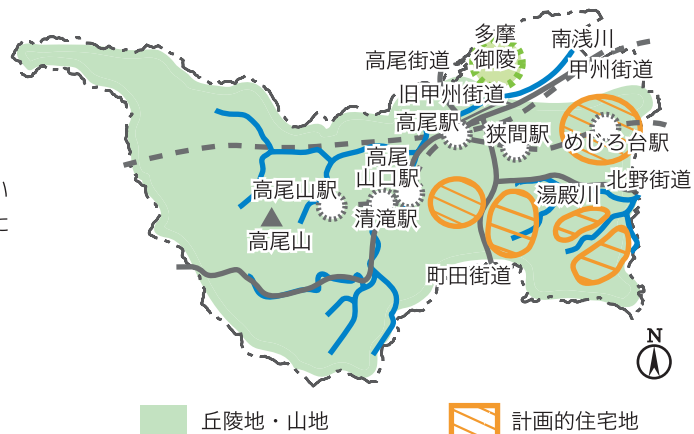 多摩
御陵
南浅川
高尾街道
甲州街道
旧甲州街道
高尾駅
狭間駅
めじろ台駅
高尾
山口駅
高尾山駅
北野街道
湯殿川
清滝駅
高尾山
町田街道
N
丘陵地・山地
計画的住宅地